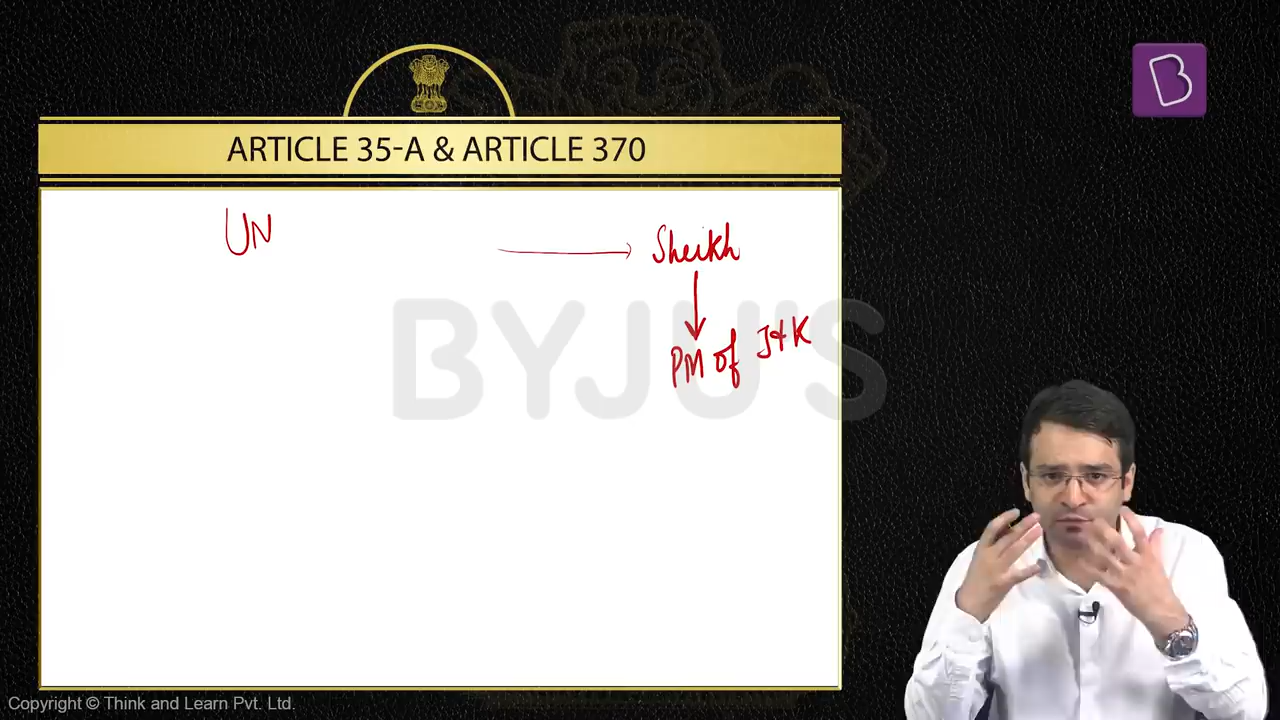 B
ARTICLE 35-A & ARTICLE 370
UN → Sheikh
↓
PM of J & K
BYJU'S
Copyright © Think and Learn Pvt. Ltd.